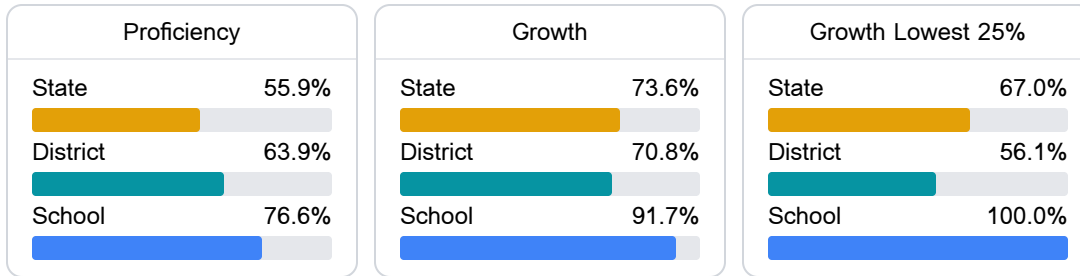 Proficiency
State 55.9%
District 63.9%
School 76.6%
Growth
State 73.6%
District 70.8%
School 91.7%
Growth Lowest 25%
State 67.0%
District 56.1%
School 100.0%